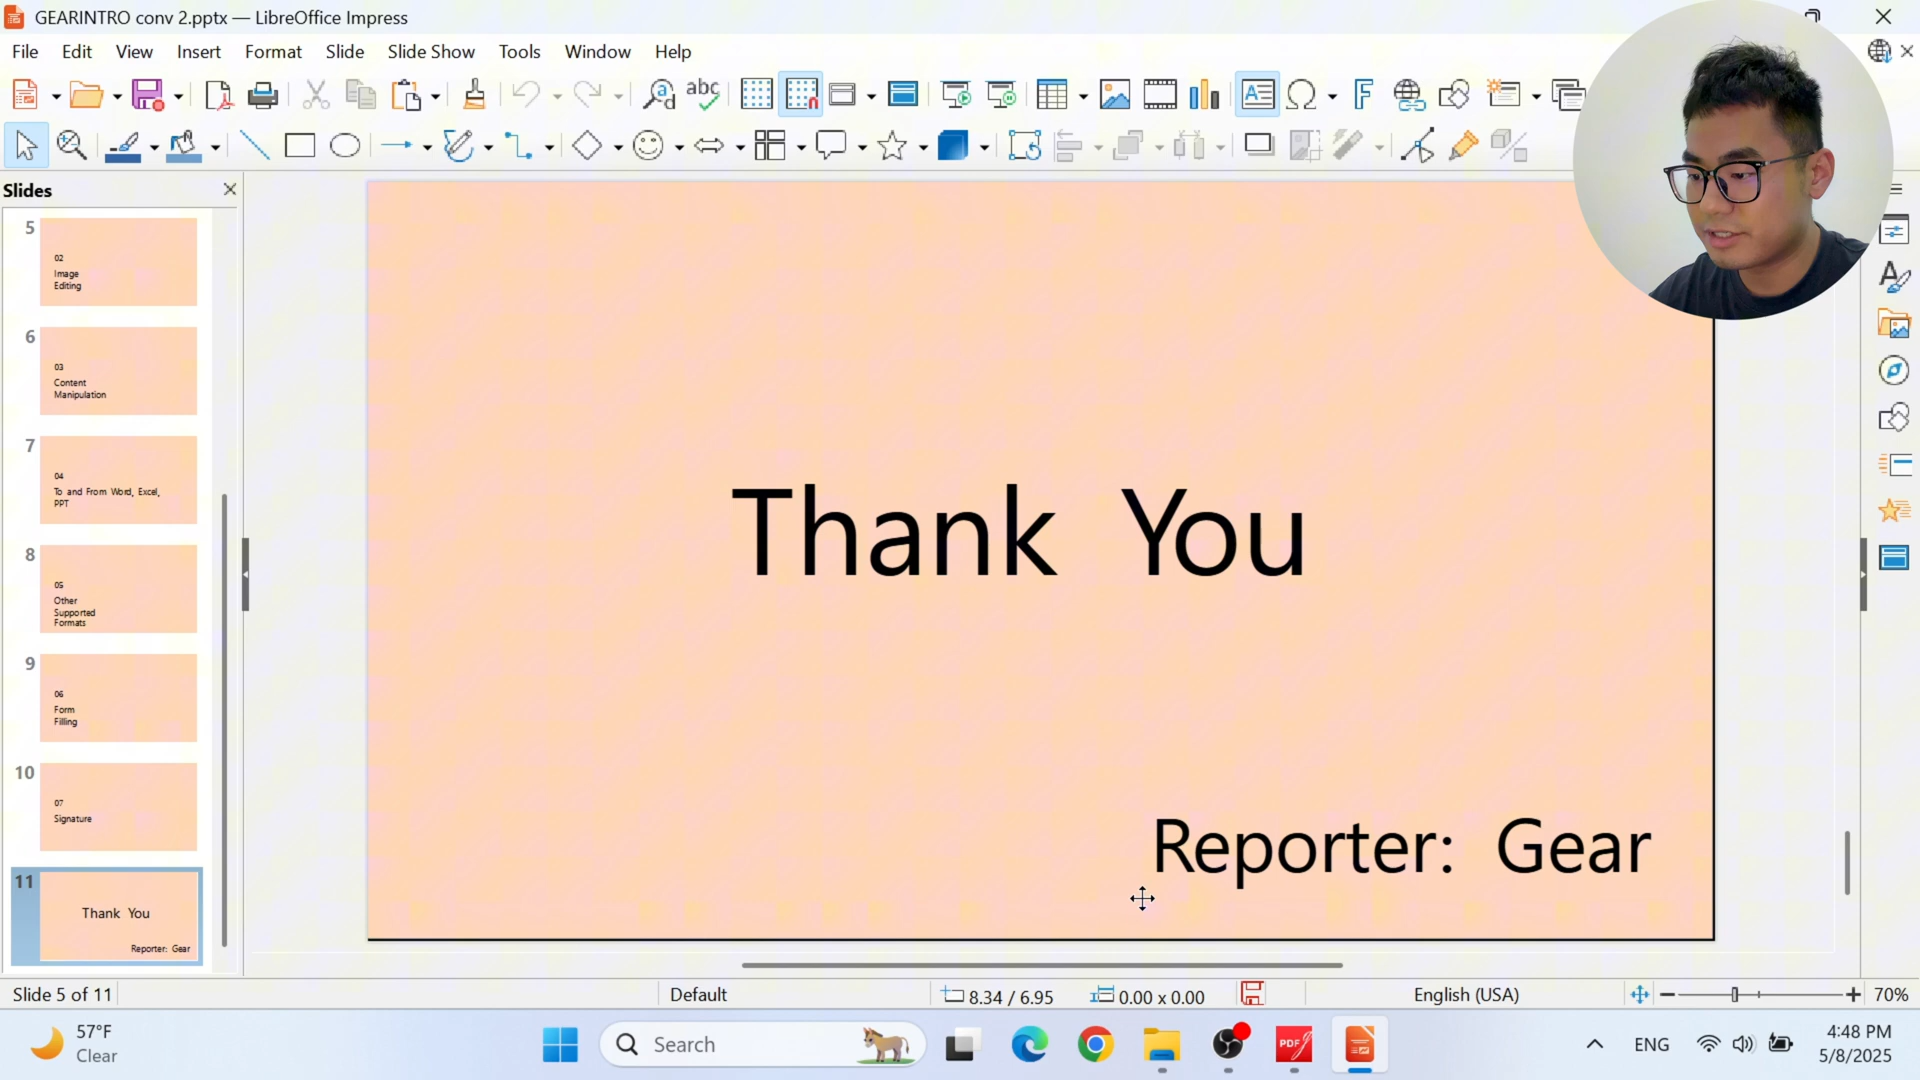 GEARINTRO conv 2.pptx — LibreOffice Impress
File Edit View Insert Format Slide Slide Show Tools Window Help
Slides
5
02
Image
Editing
6
03
Content
Manipulation
7
04
To and From Word, Excel,
PPT
8
05
Other
Supported
Formats
9
06
Form
Filling
10
07
Signature
11
Thank You
Reporter: Gear
Thank You
Reporter: Gear
Slide 5 of 11
Default
8.34 / 6.95
0.00 x 0.00
English (USA)
70%
57°F
Clear
Search
PDF
ENG
4:48 PM
5/8/2025